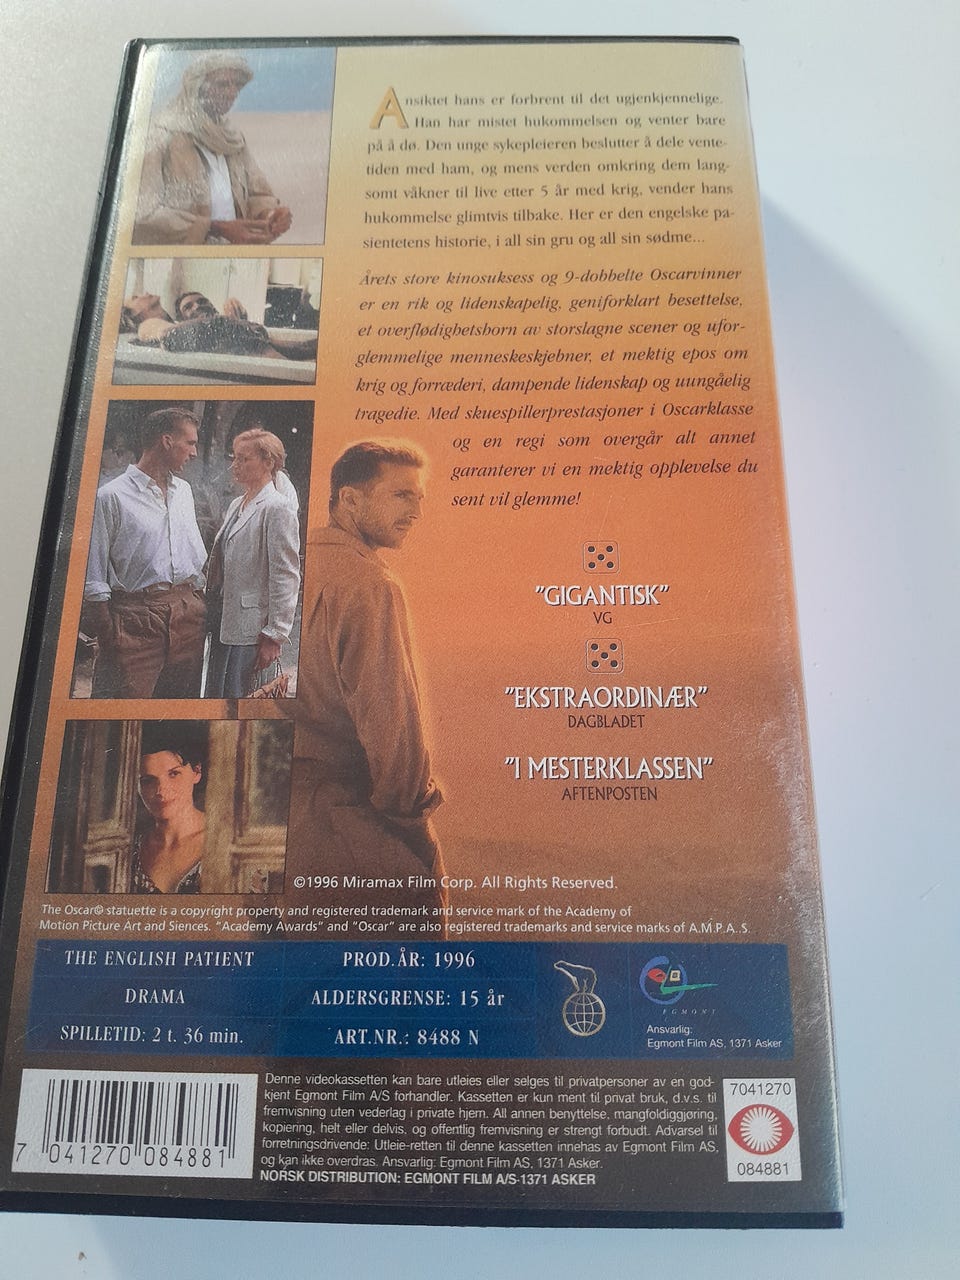 Ansiktet hans er forbrent til det ugjenkjennelige.
Han har mistet hukommelsen og venter bare
på å dø. Den unge sykepleieren beslutter å dele vente-
tiden med ham, og mens verden omkring dem lang-
somt våkner til live etter 5 år med krig, vender hans
hukommelse glimtvis tilbake. Her er den engelske pa-
sientetens historie, i all sin gru og all sin sødme...
Årets store kinosuksess og 9-dobbelte Oscarvinner
er en rik og lidenskapelig, geniforklart besettelse,
et overflødighetshorn av storslagne scener og ufor-
glemmelige menneskeskjebner, et mektig epos om
krig og forræderi, dampende lidenskap og uungåelig
tragedie. Med skuespillerprestasjoner i Oscarklasse
og en regi som overgår alt annet
garanterer vi en mektig opplevelse du
sent vil glemme!
"GIGANTISK"
VG
"EKSTRAORDINÆR"
DAGBLADET
"I MESTERKLASSEN"
AFTENPOSTEN
©1996 Miramax Film Corp. All Rights Reserved.
The Oscar® statuette is a copyright property and registered trademark and service mark of the Academy of
Motion Picture Art and Siences. "Academy Awards" and "Oscar" are also registered trademarks and service marks of A.M.P.A..S.
THE ENGLISH PATIENT
DRAMA
SPILLETID: 2 t. 36 min.
PROD.ÅR: 1996
ALDERSGRENSE: 15 år
ART.NR.: 8488 N
EGMONT
Ansvarlig:
Egmont Film AS, 1371 Asker
7 041270 084881
Denne videokassetten kan bare utleies eller selges til privatpersoner av en god-
kjent Egmont Film A/S forhandler. Kassetten er kun ment til privat bruk, d.v.s. til
fremvisning uten vederlag i private hjem. All annen benyttelse, mangfoldiggjøring,
kopiering, helt eller delvis, og offentlig fremvisning er strengt forbudt. Advarsel til
forretningsdrivende: Utleie-retten til denne kassetten innehas av Egmont Film AS,
og kan ikke overdras. Ansvarlig: Egmont Film AS, 1371 Asker.
NORSK DISTRIBUTION: EGMONT FILM A/S-1371 ASKER
7041270
084881